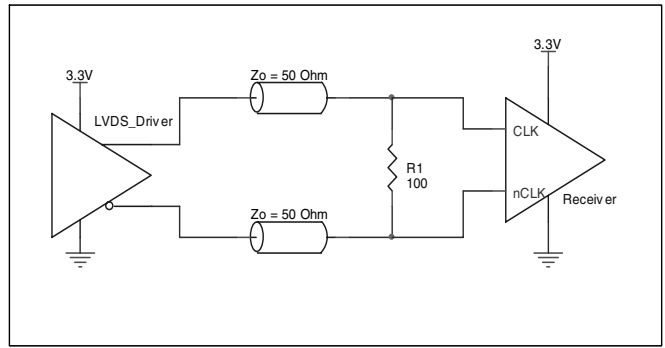 3.3V
LVDS_Driver
Zo = 50 Ohm
Zo = 50 Ohm
R1
100
3.3V
CLK
nCLK
Receiver